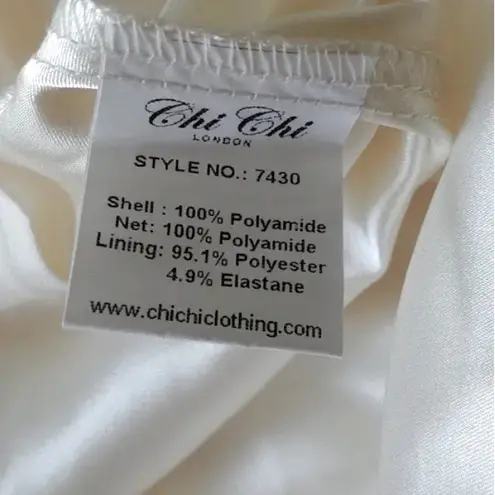 Chi Chi
LONDON
STYLE NO.: 7430
Shell : 100% Polyamide
Net: 100% Polyamide
Lining: 95.1% Polyester
4.9% Elastane
www.chichiclothing.com